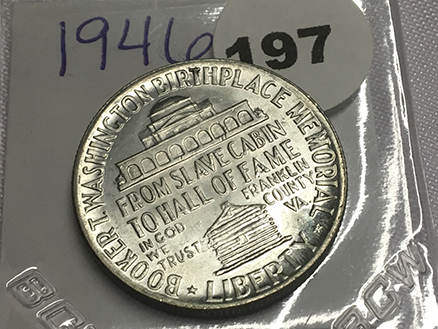 1946
197
BOOKER T. WASHINGTON BIRTHPLACE MEMORIAL
FROM SLAVE CABIN
TO HALL OF FAME
IN GOD
WE
TRUST
FRANKLIN
COUNTY
VA.
LIBERTY
BCW